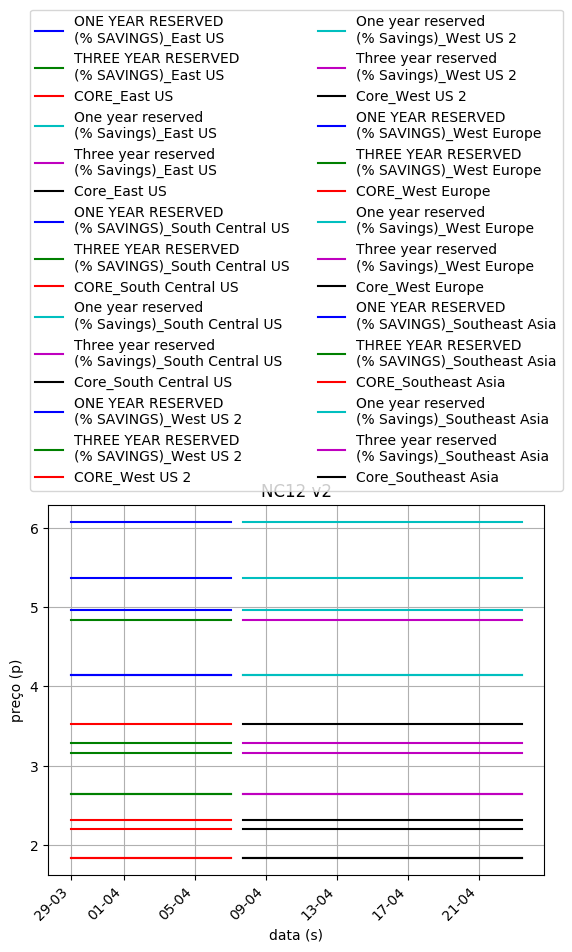 ONE YEAR RESERVED
(% SAVINGS)_East US
THREE YEAR RESERVED
(% SAVINGS)_East US
CORE_East US
One year reserved
(% Savings)_East US
Three year reserved
(% Savings)_East US
Core_East US
ONE YEAR RESERVED
(% SAVINGS)_South Central US
THREE YEAR RESERVED
(% SAVINGS)_South Central US
CORE_South Central US
One year reserved
(% Savings)_South Central US
Three year reserved
(% Savings)_South Central US
Core_South Central US
ONE YEAR RESERVED
(% SAVINGS)_West US 2
THREE YEAR RESERVED
(% SAVINGS)_West US 2
CORE_West US 2
One year reserved
(% Savings)_West US 2
Three year reserved
(% Savings)_West US 2
Core_West US 2
ONE YEAR RESERVED
(% SAVINGS)_West Europe
THREE YEAR RESERVED
(% SAVINGS)_West Europe
CORE_West Europe
One year reserved
(% Savings)_West Europe
Three year reserved
(% Savings)_West Europe
Core_West Europe
ONE YEAR RESERVED
(% SAVINGS)_Southeast Asia
THREE YEAR RESERVED
(% SAVINGS)_Southeast Asia
CORE_Southeast Asia
One year reserved
(% Savings)_Southeast Asia
Three year reserved
(% Savings)_Southeast Asia
Core_Southeast Asia
NC12 v2
preço (p)
6
5
4
3
2
29-03
01-04
05-04
09-04
13-04
17-04
21-04
data (s)